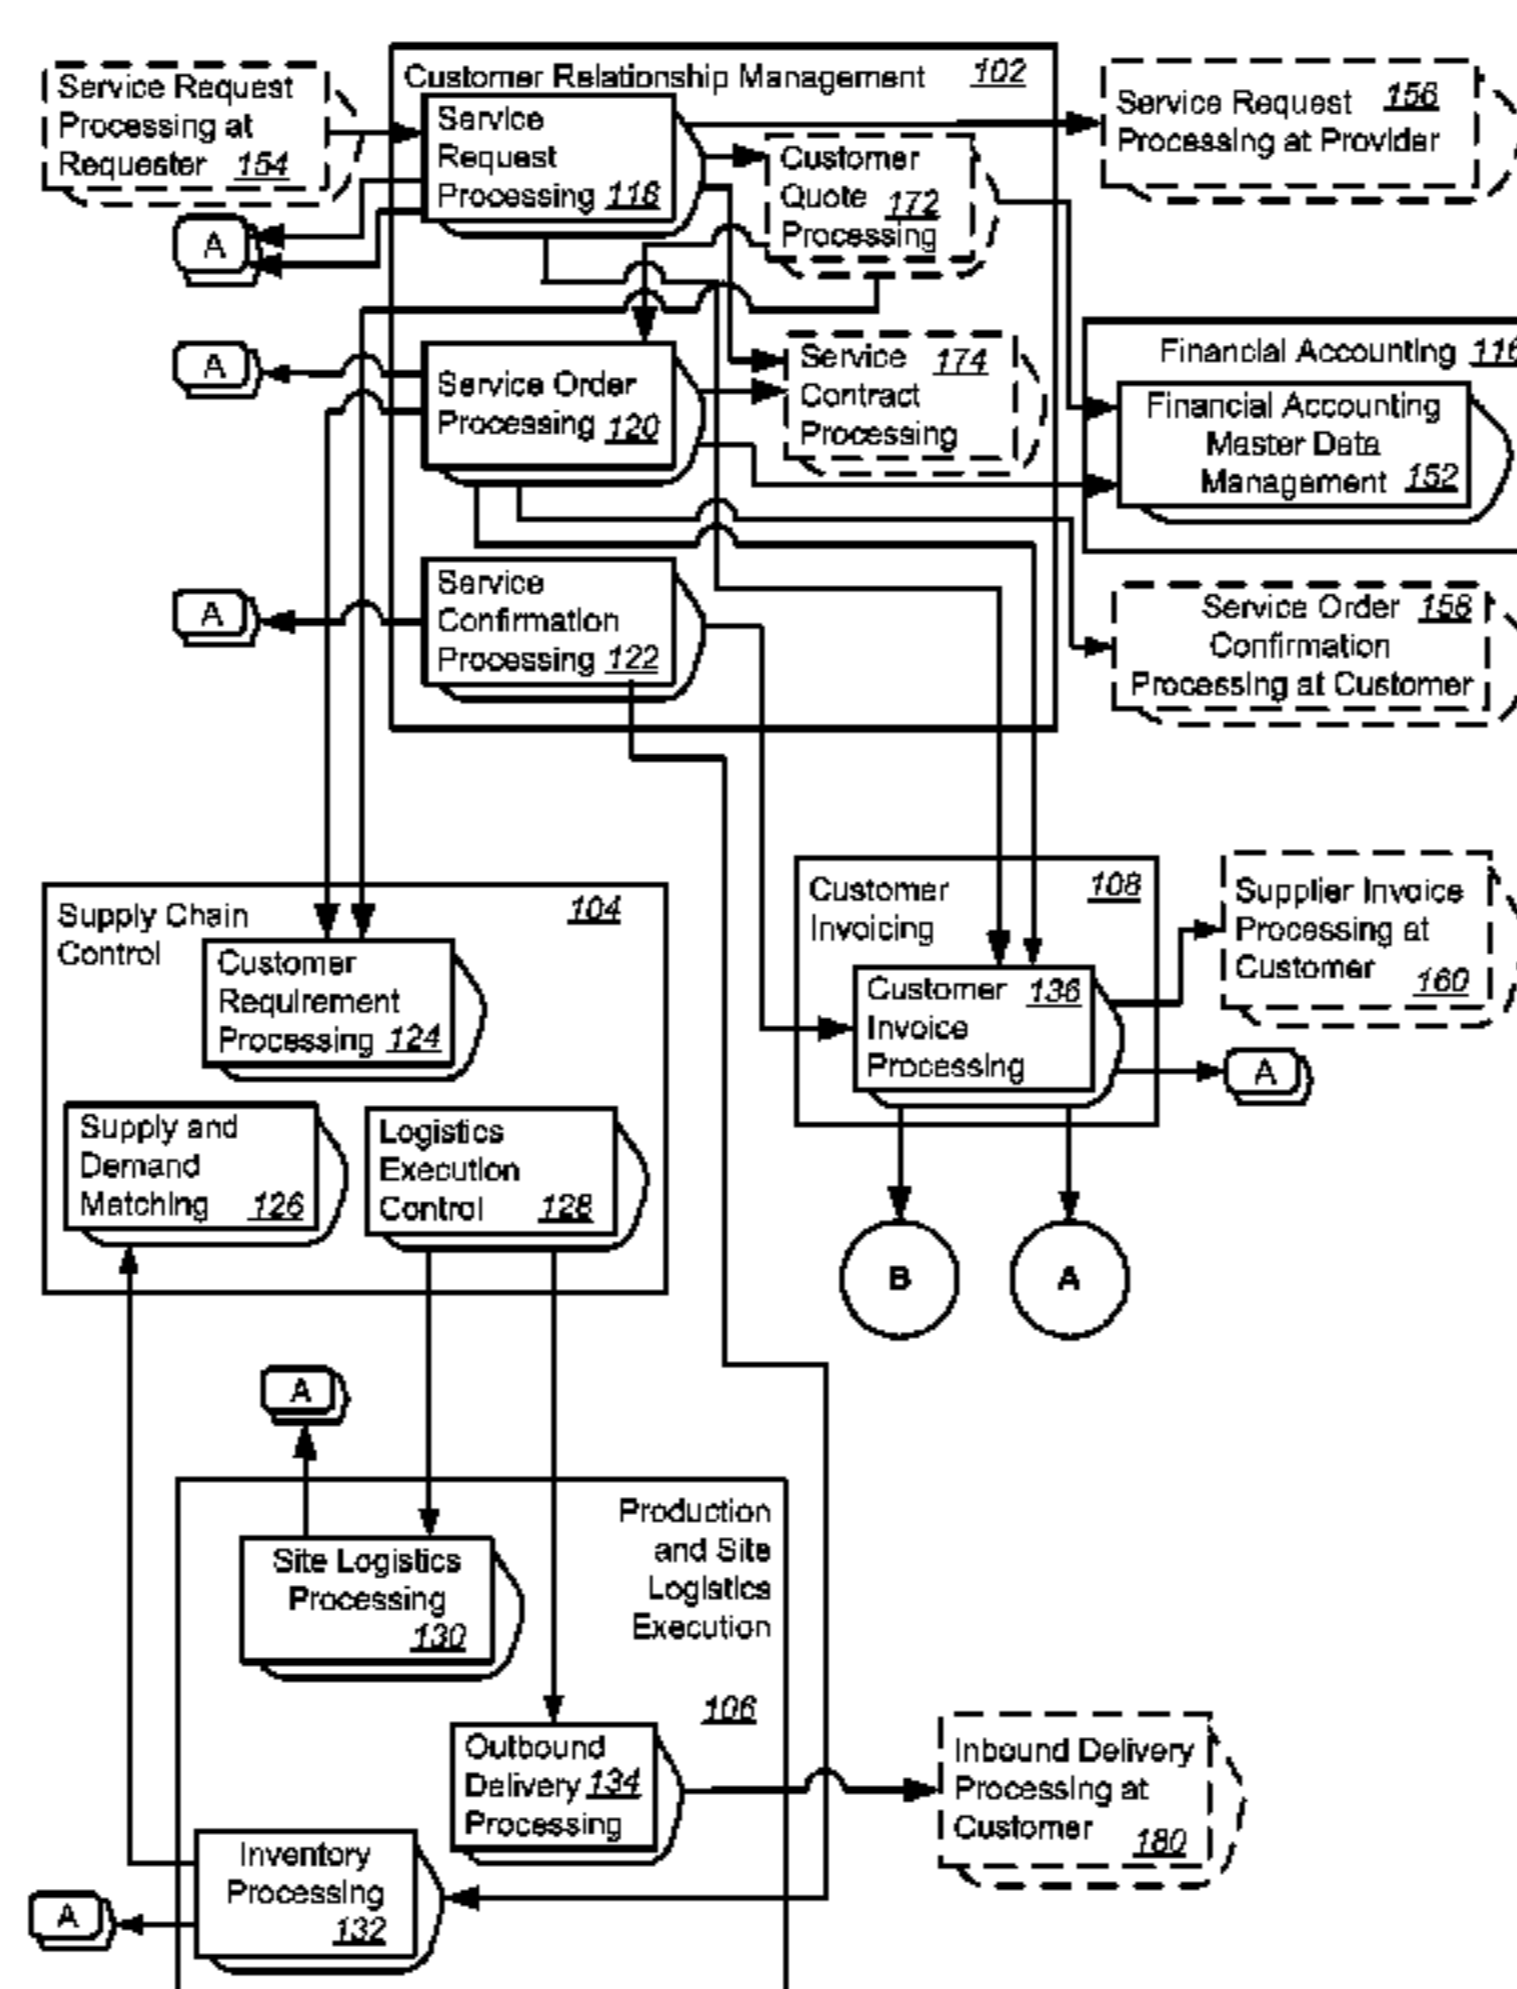 Customer Relationship Management 102
Service Request
Processing at
Requester 154
Service
Request
Processing 118
Customer
Quote 172
Processing
Service Request 156
Processing at Provider
A
A
Service Order
Processing 120
Service 174
Contract
Processing
Financial Accounting 116
Financial Accounting
Master Data
Management 152
A
Service
Confirmation
Processing 122
Service Order 158
Confirmation
Processing at Customer
Supply Chain 104
Control
Customer
Requirement
Processing 124
Supply and
Demand
Matching 126
Logistics
Execution
Control 128
Customer 108
Invoicing
Customer 136
Invoice
Processing
Supplier Invoice
Processing at
Customer 160
A
B
A
A
Production
and Site
Logistics
Execution
106
Site Logistics
Processing
130
Outbound
Delivery 134
Processing
Inbound Delivery
Processing at
Customer 180
Inventory
Processing
132
A